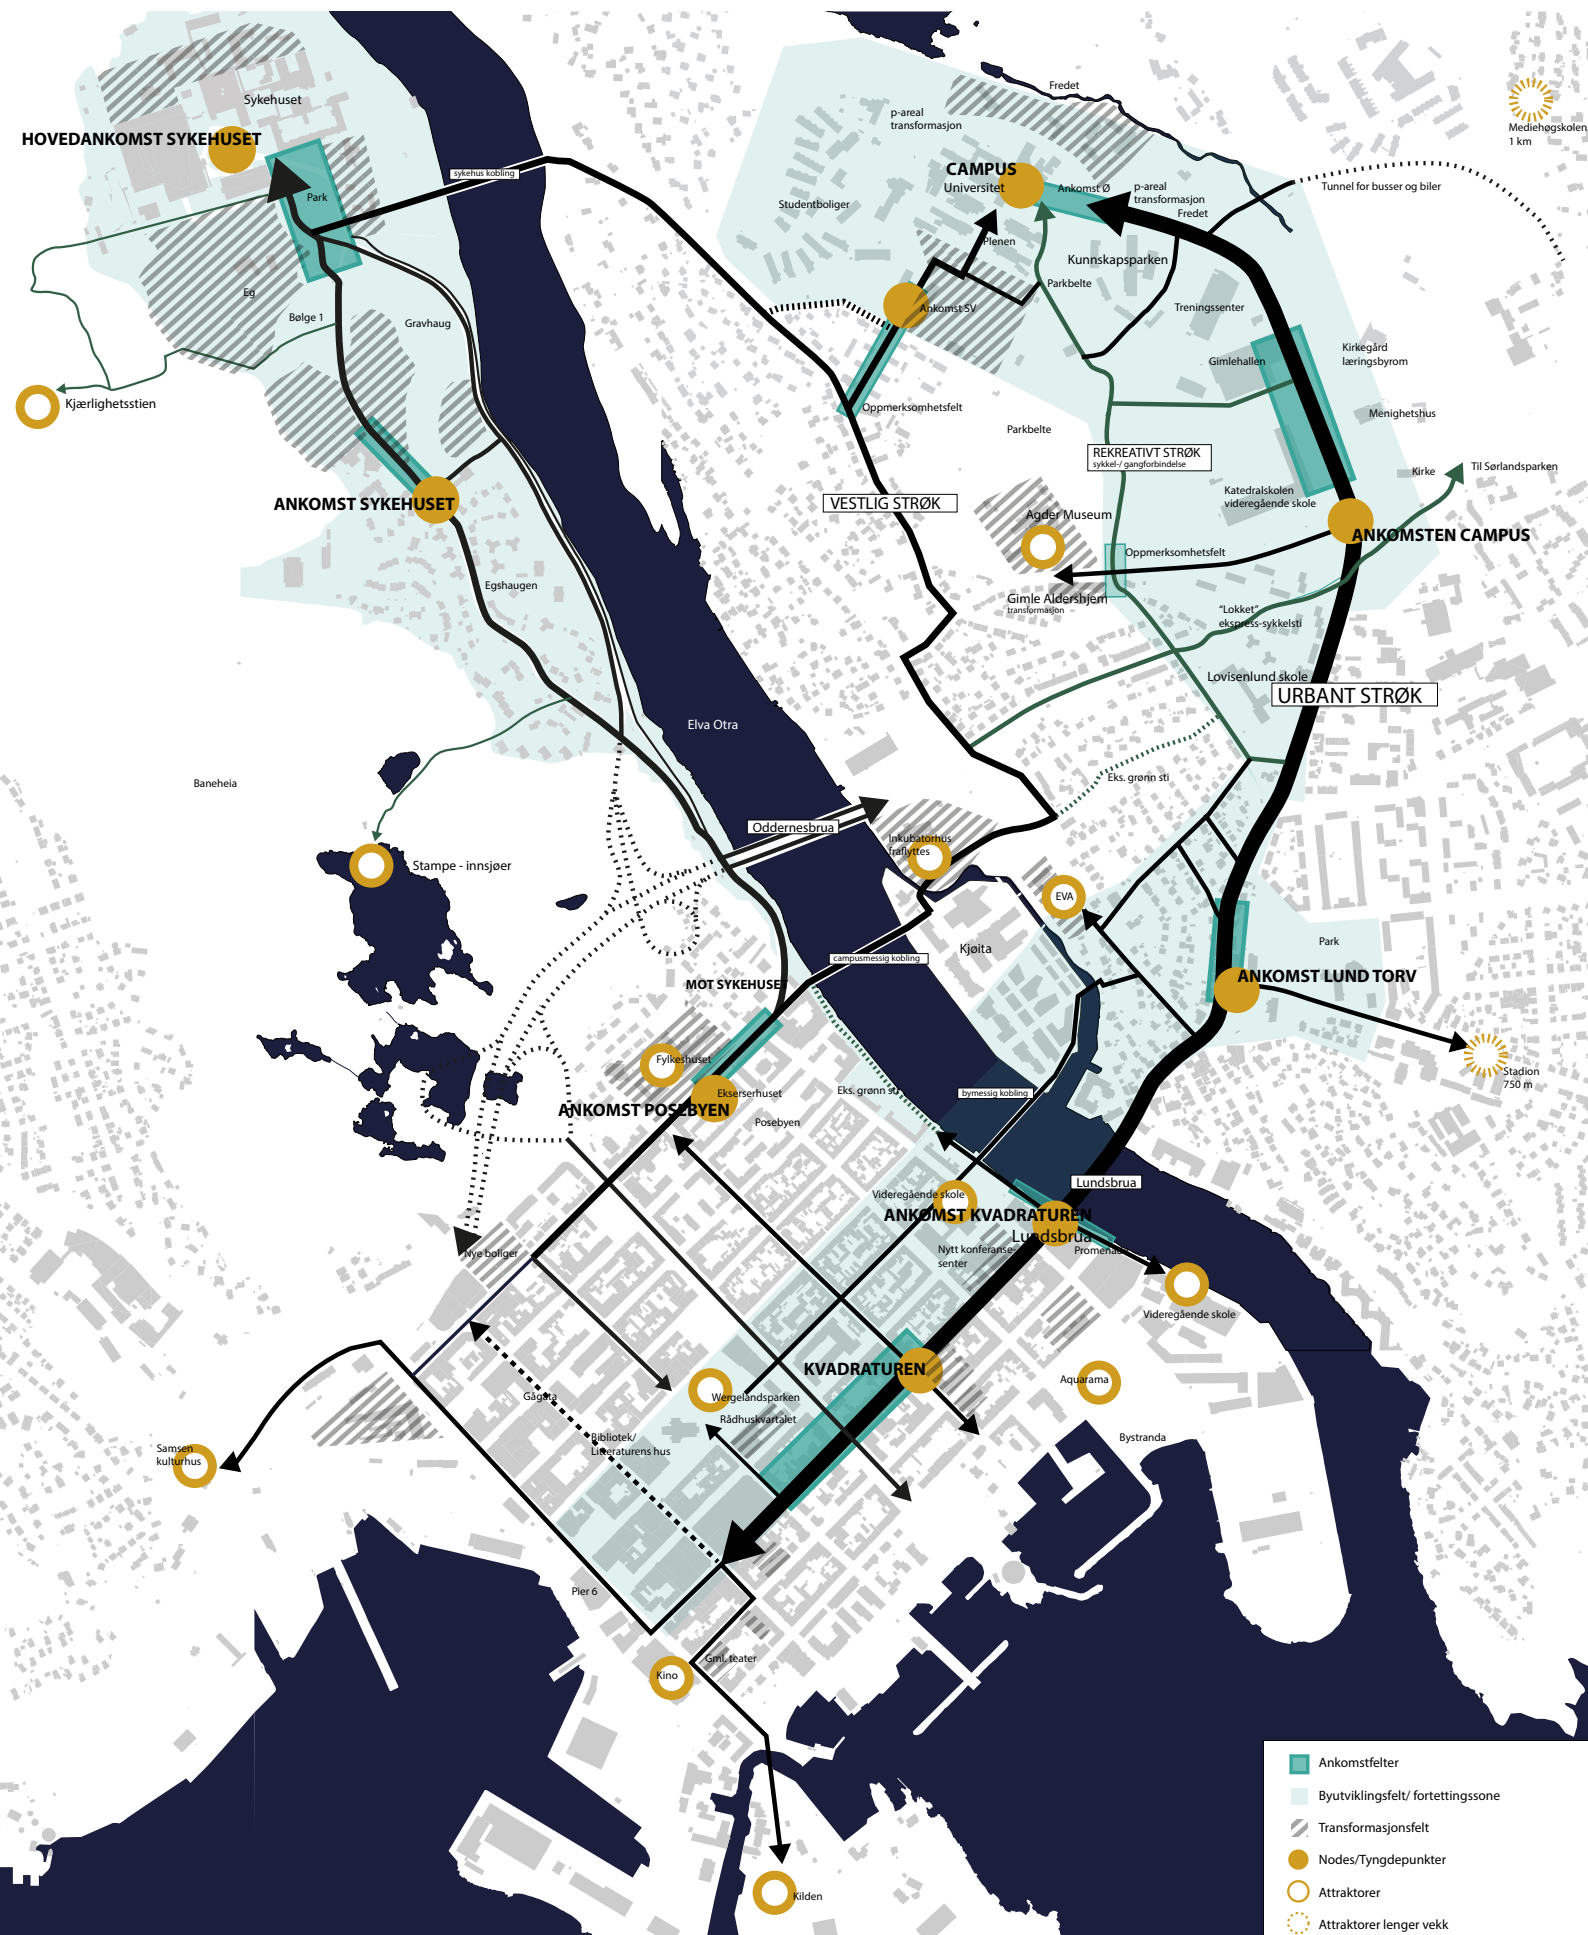 Fredet
Sykehuset
p-areal
transformasjon
Mediehøgskolen
1 km
HOVEDANKOMST SYKEHUSET
sykehus kobling
CAMPUS
Universitet
Ankomst Ø
p-areal
transformasjon
Fredet
Tunnel for busser og biler
Park
Studentboliger
Plenen
Kunnskapsparken
Parkbelte
Eg
Bølge 1
Gravhaug
Ankomst SV
Treningssenter
Gimlehallen
Kirkegård
læringsbyrom
Kjærlighetsstien
Oppmerksomhetsfelt
Parkbelte
Menighetshus
REKREATIVT STRØK
sykkel-/ gangforbindelse
Kirke
Til Sørlandsparken
ANKOMST SYKEHUSET
VESTLIG STRØK
Katedralskolen
videregående skole
Agder Museum
ANKOMSTEN CAMPUS
Oppmerksomhetsfelt
Egshaugen
Gimle Aldershjem
transformasjon
"Lokket"
ekspress-sykkelsti
Lovisenlund skole
URBANT STRØK
Elva Otra
Baneheia
Eks. grønn sti
Oddernesbrua
Inkubatorhus
fraflyttes
Stampe - innsjøer
EVA
Kjøita
Park
campusmessig kobling
MOT SYKEHUSET
ANKOMST LUND TORV
Fylkeshuset
Stadion
750 m
Eks. grønn sti
bymessig kobling
Ekserserhuset
ANKOMST POSEBYEN
Posebyen
Lundsbrua
Videregående skole
ANKOMST KVADRATUREN
Lundsbrua
Nytt konferanse-
senter
Promenade
Nye boliger
Videregående skole
KVADRATUREN
Aquarama
Gågata
Wergelandsparken
Rådhuskvartalet
Bibliotek/
Litteraturens hus
Bystranda
Samsen
kulturhus
Pier 6
Gml. teater
Kino
Kilden
Ankomstfelter
Byutviklingsfelt/ fortettingssone
Transformasjonsfelt
Nodes/Tyngdepunkter
Attraktorer
Attraktorer lenger vekk